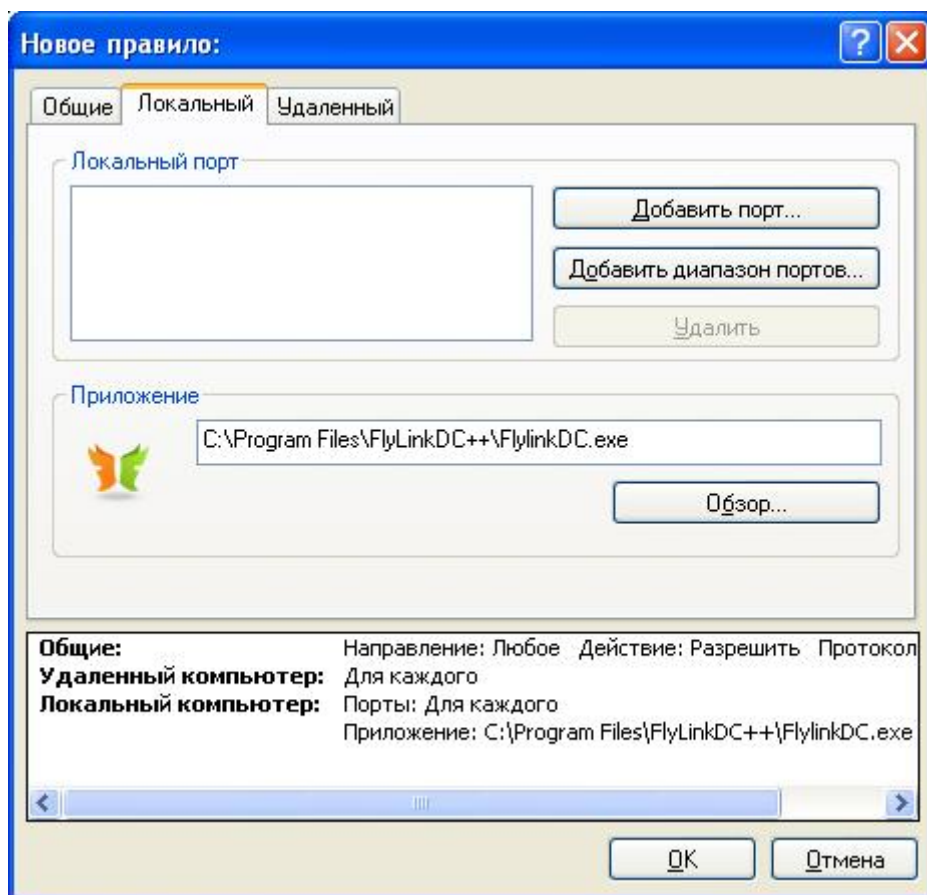 Новое правило:
Общие Локальный Удаленный
Локальный порт
Добавить порт...
Добавить диапазон портов...
Удалить
Приложение
C:\Program Files\FlyLinkDC++\FlylinkDC.exe
Обзор...
Общие: Направление: Любое Действие: Разрешить Протокол
Удаленный компьютер: Для каждого
Локальный компьютер: Порты: Для каждого
Приложение: C:\Program Files\FlyLinkDC++\FlylinkDC.exe
OK Отмена